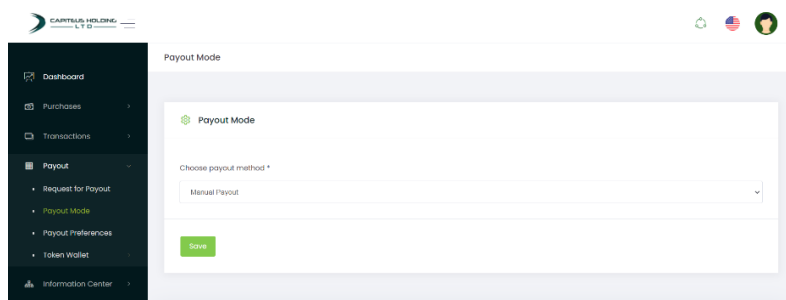 CAPITSUS HOLDING
LTD
Payout Mode
Dashboard
Purchases
Transactions
Payout
Request for Payout
Payout Mode
Payout Preferences
Token Wallet
Information Center
Payout Mode
Choose payout method *
Manual Payout
Save